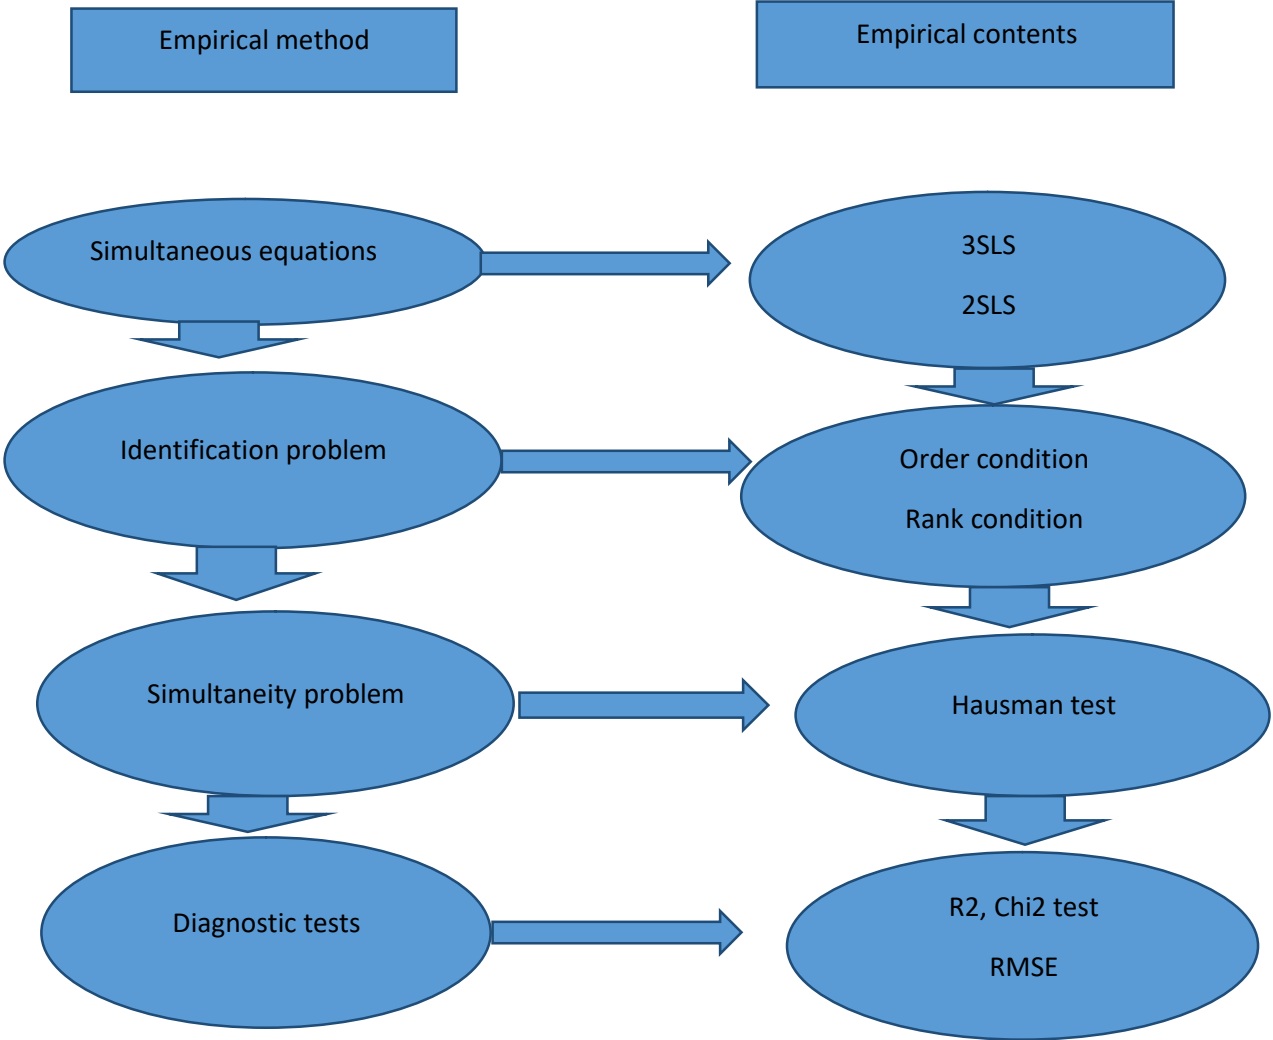 Empirical method
Empirical contents
Simultaneous equations
3SLS
2SLS
Identification problem
Order condition
Rank condition
Simultaneity problem
Hausman test
Diagnostic tests
R2, Chi2 test
RMSE